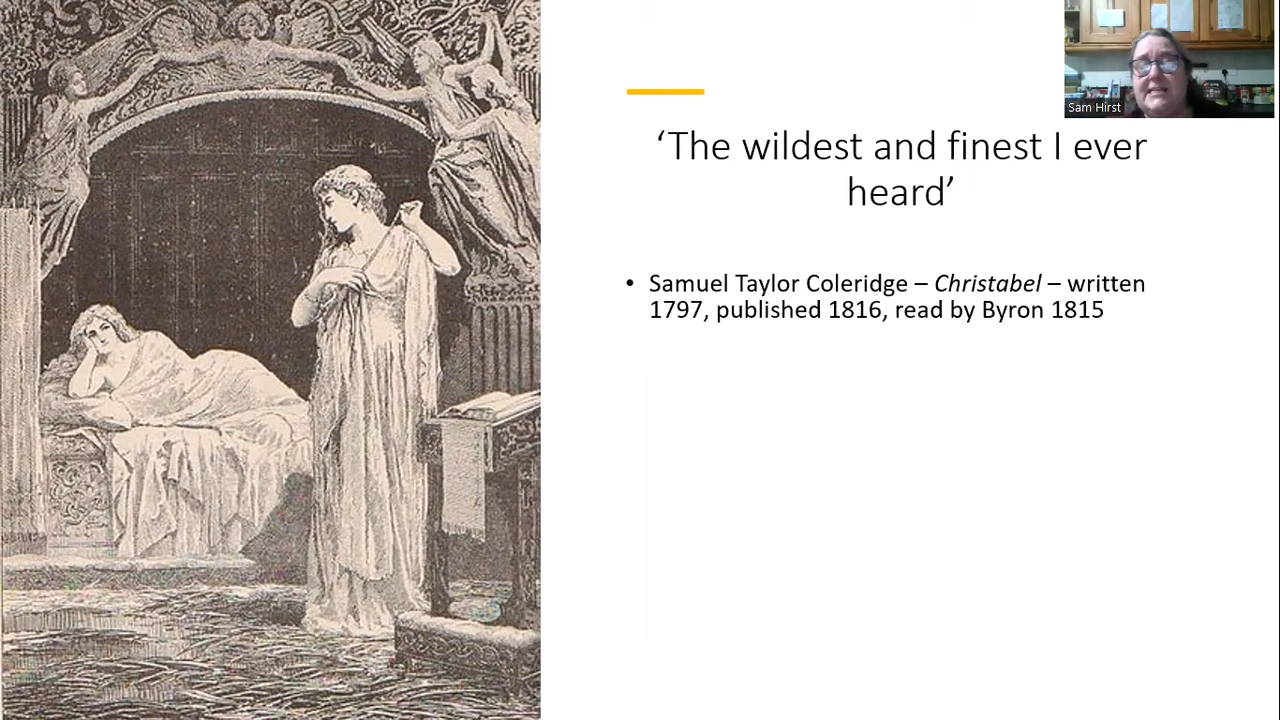 Sam Hirst
‘The wildest and finest I ever
heard’
• Samuel Taylor Coleridge – Christabel – written
1797, published 1816, read by Byron 1815